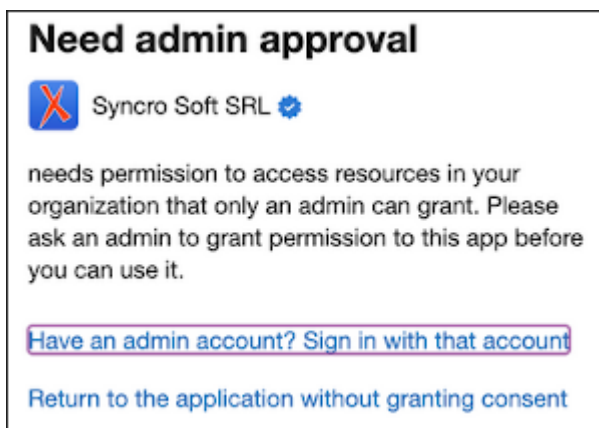 Need admin approval
Syncro Soft SRL
needs permission to access resources in your
organization that only an admin can grant. Please
ask an admin to grant permission to this app before
you can use it.
Have an admin account? Sign in with that account
Return to the application without granting consent